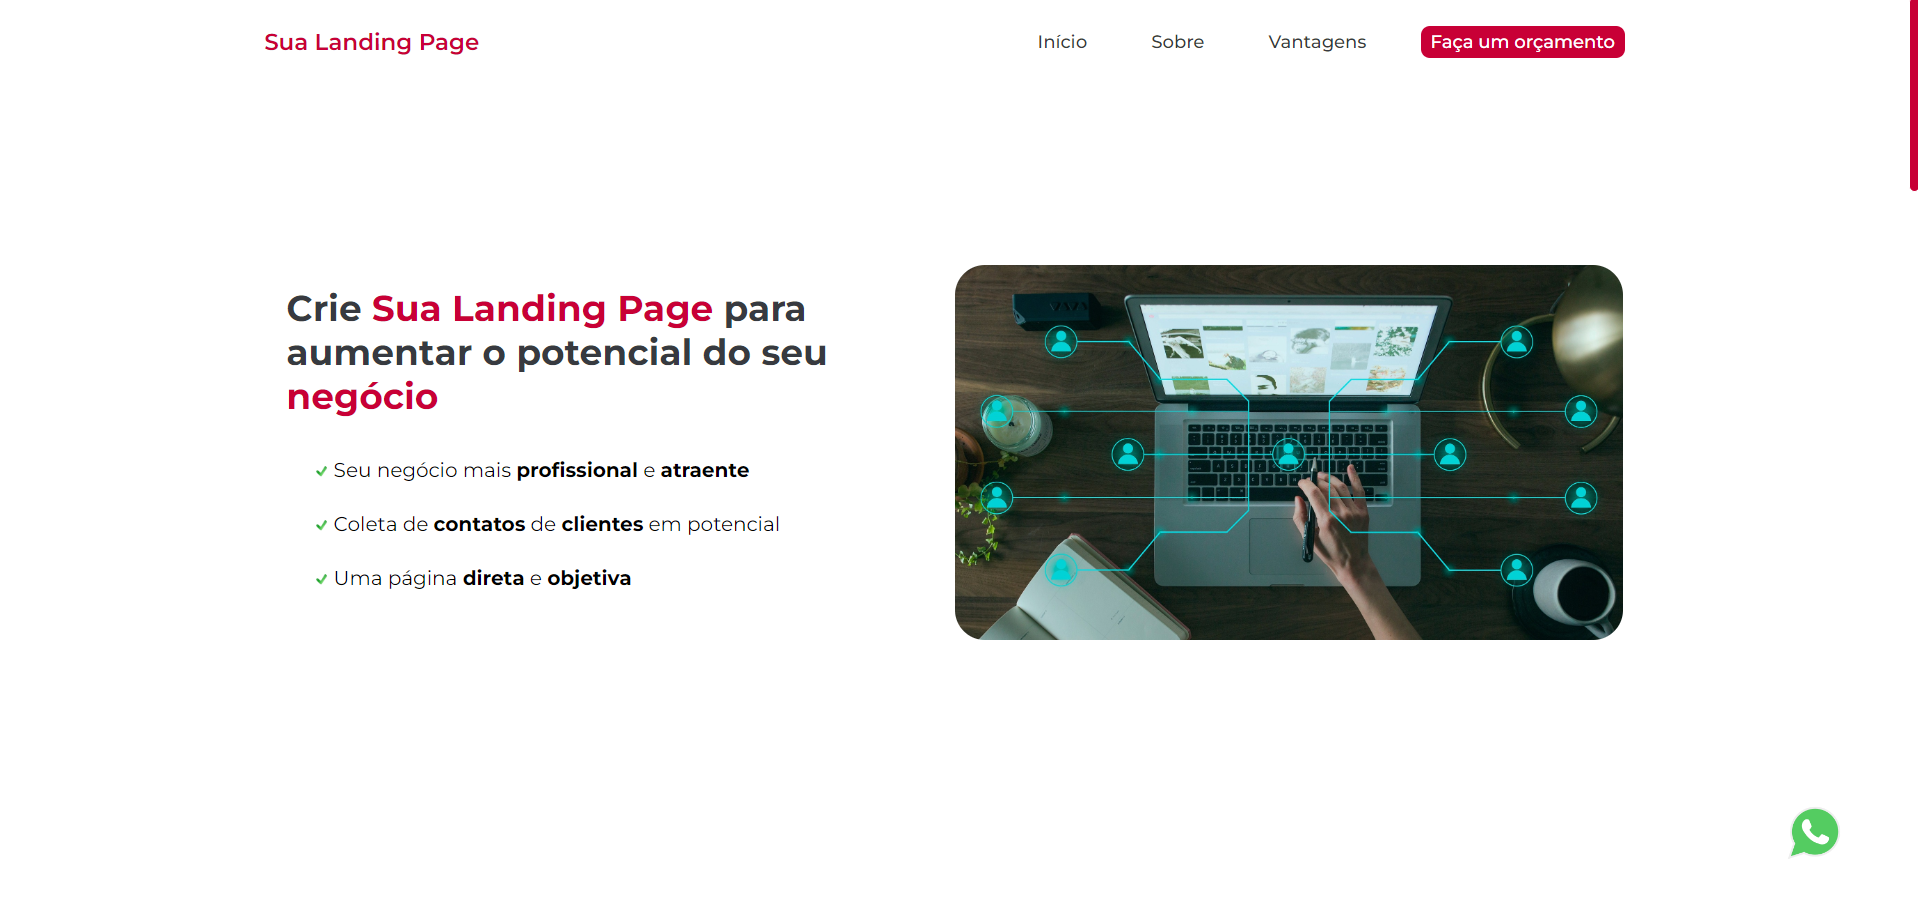 Sua Landing Page
Início
Sobre
Vantagens
Faça um orçamento
Crie Sua Landing Page para
aumentar o potencial do seu
negócio
Seu negócio mais profissional e atraente
Coleta de contatos de clientes em potencial
Uma página direta e objetiva